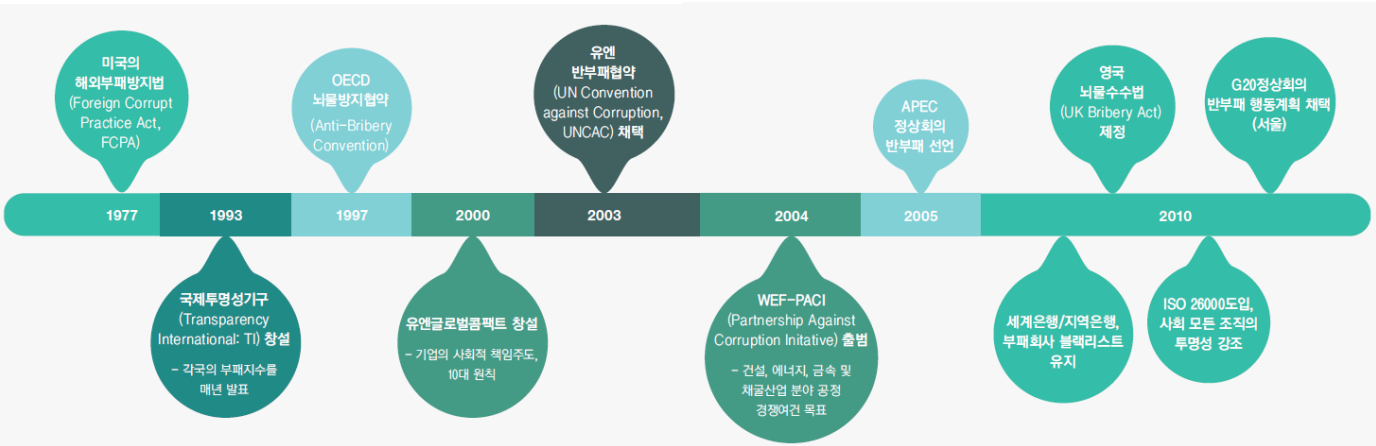 미국의
해외부패방지법
(Foreign Corrupt
Practice Act,
FCPA)
OECD
뇌물방지협약
(Anti-Bribery
Convention)
유엔
반부패협약
(UN Convention
against Corruption,
UNCAC) 채택
APEC
정상회의
반부패 선언
영국
뇌물수수법
(UK Bribery Act)
제정
G20정상회의
반부패 행동계획 채택
(서울)
1977
1993
1997
2000
2003
2004
2005
2010
국제투명성기구
(Transparency
International: TI) 창설
- 각국의 부패지수를
매년 발표
유엔글로벌콤팩트 창설
- 기업의 사회적 책임주도,
10대 원칙
WEF-PACI
(Partnership Against
Corruption Initative) 출범
- 건설, 에너지, 금속 및
채굴산업 분야 공정
경쟁여건 목표
세계은행/지역은행,
부패회사 블랙리스트
유지
ISO 26000도입,
사회 모든 조직의
투명성 강조